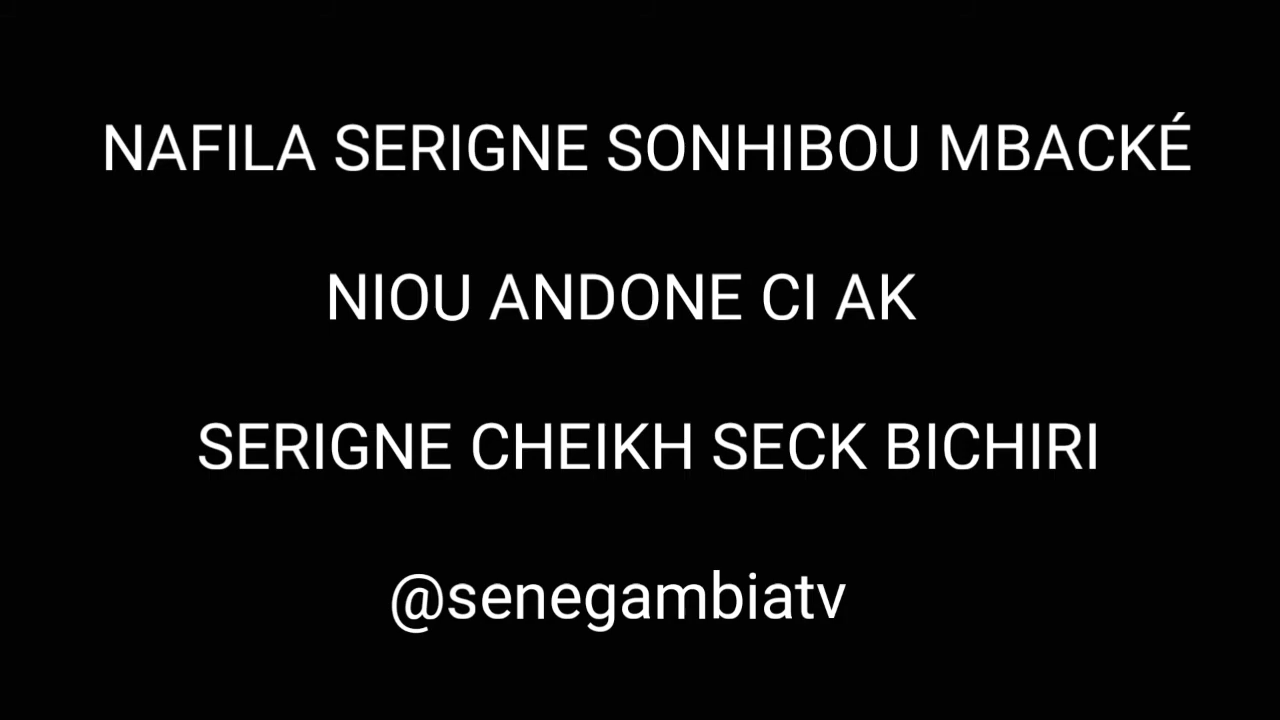 NAFILA SERIGNE SONHIBOU MBACKÉ
NIOU ANDONE CI AK
SERIGNE CHEIKH SECK BICHIRI
@senegambiatv